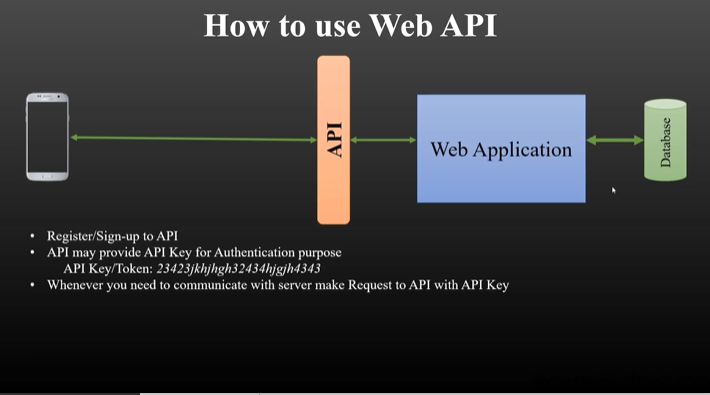 How to use Web API
API
Web Application
Database
• Register/Sign-up to API
• API may provide API Key for Authentication purpose
API Key/Token: 23423jkhjhgh32434hjgjh4343
• Whenever you need to communicate with server make Request to API with API Key